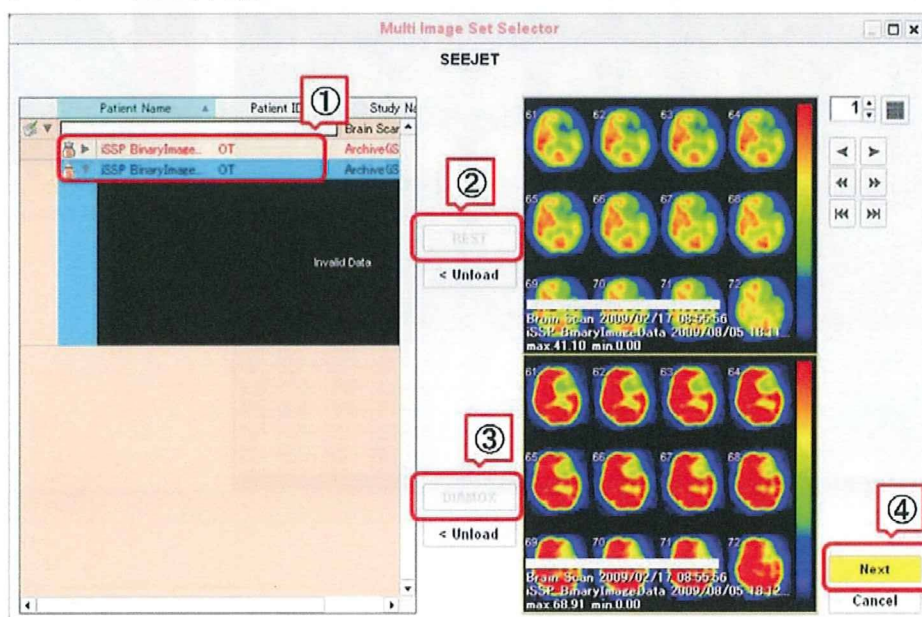 Multi Image Set Selector
SEEJET
Patient Name Patient ID Study Na
①
Brain Scan
iSSP BinaryImage... OT Archive(iS
iSSP BinaryImage... OT Archive(iS
Invalid Data
②
REST
< Unload
③
DIAMOX
< Unload
61 62 63 64
65 66 67 68
69 70 71 72
Brain Scan 2009/02/17 08:55:56
iSSP BinaryImageData 2009/08/05 18:11...
max.41.10 min.0.00
61 62 63 64
65 66 67 68
69 70 71 72
Brain Scan 2009/02/17 08:55:56
iSSP BinaryImageData 2009/08/05 18:12...
max.68.91 min.0.00
1
④
Next
Cancel